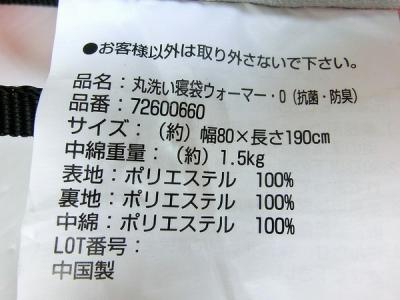 ●お客様以外は取り外さないで下さい。
品名：丸洗い寝袋ウォーマー・0（抗菌・防臭）
品番：72600660
サイズ：（約）幅80×長さ190cm
中綿重量：（約）1.5kg
表地：ポリエステル　100%
裏地：ポリエステル　100%
中綿：ポリエステル　100%
LOT番号：
中国製